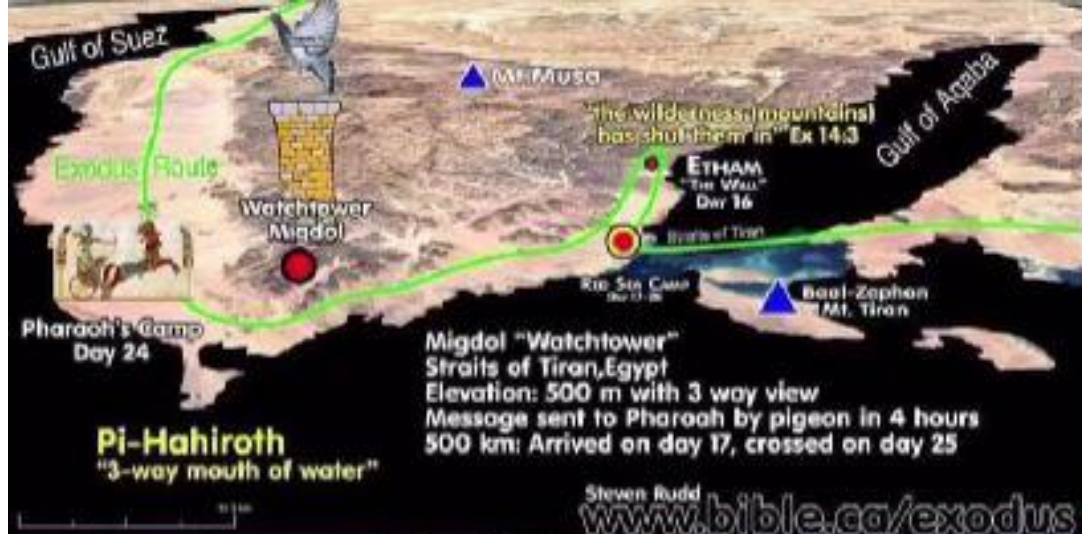 Gulf of Suez
Mt. Musa
Gulf of Aqaba
"the wilderness (mountains)
has shut them in" Ex 14:3
Exodus Route
ETHAM
"THE WALL"
DAY 16
Watchtower
Migdol
Straits of Tiran
RED SEA CAMP
Baal-Zephon
Mt. Tiran
Pharaoh's Camp
Day 24
Migdol "Watchtower"
Straits of Tiran,Egypt
Elevation: 500 m with 3 way view
Message sent to Pharoah by pigeon in 4 hours
500 km: Arrived on day 17, crossed on day 25
Pi-Hahiroth
"3-way mouth of water"
Steven Rudd
www.bible.ca/exodus